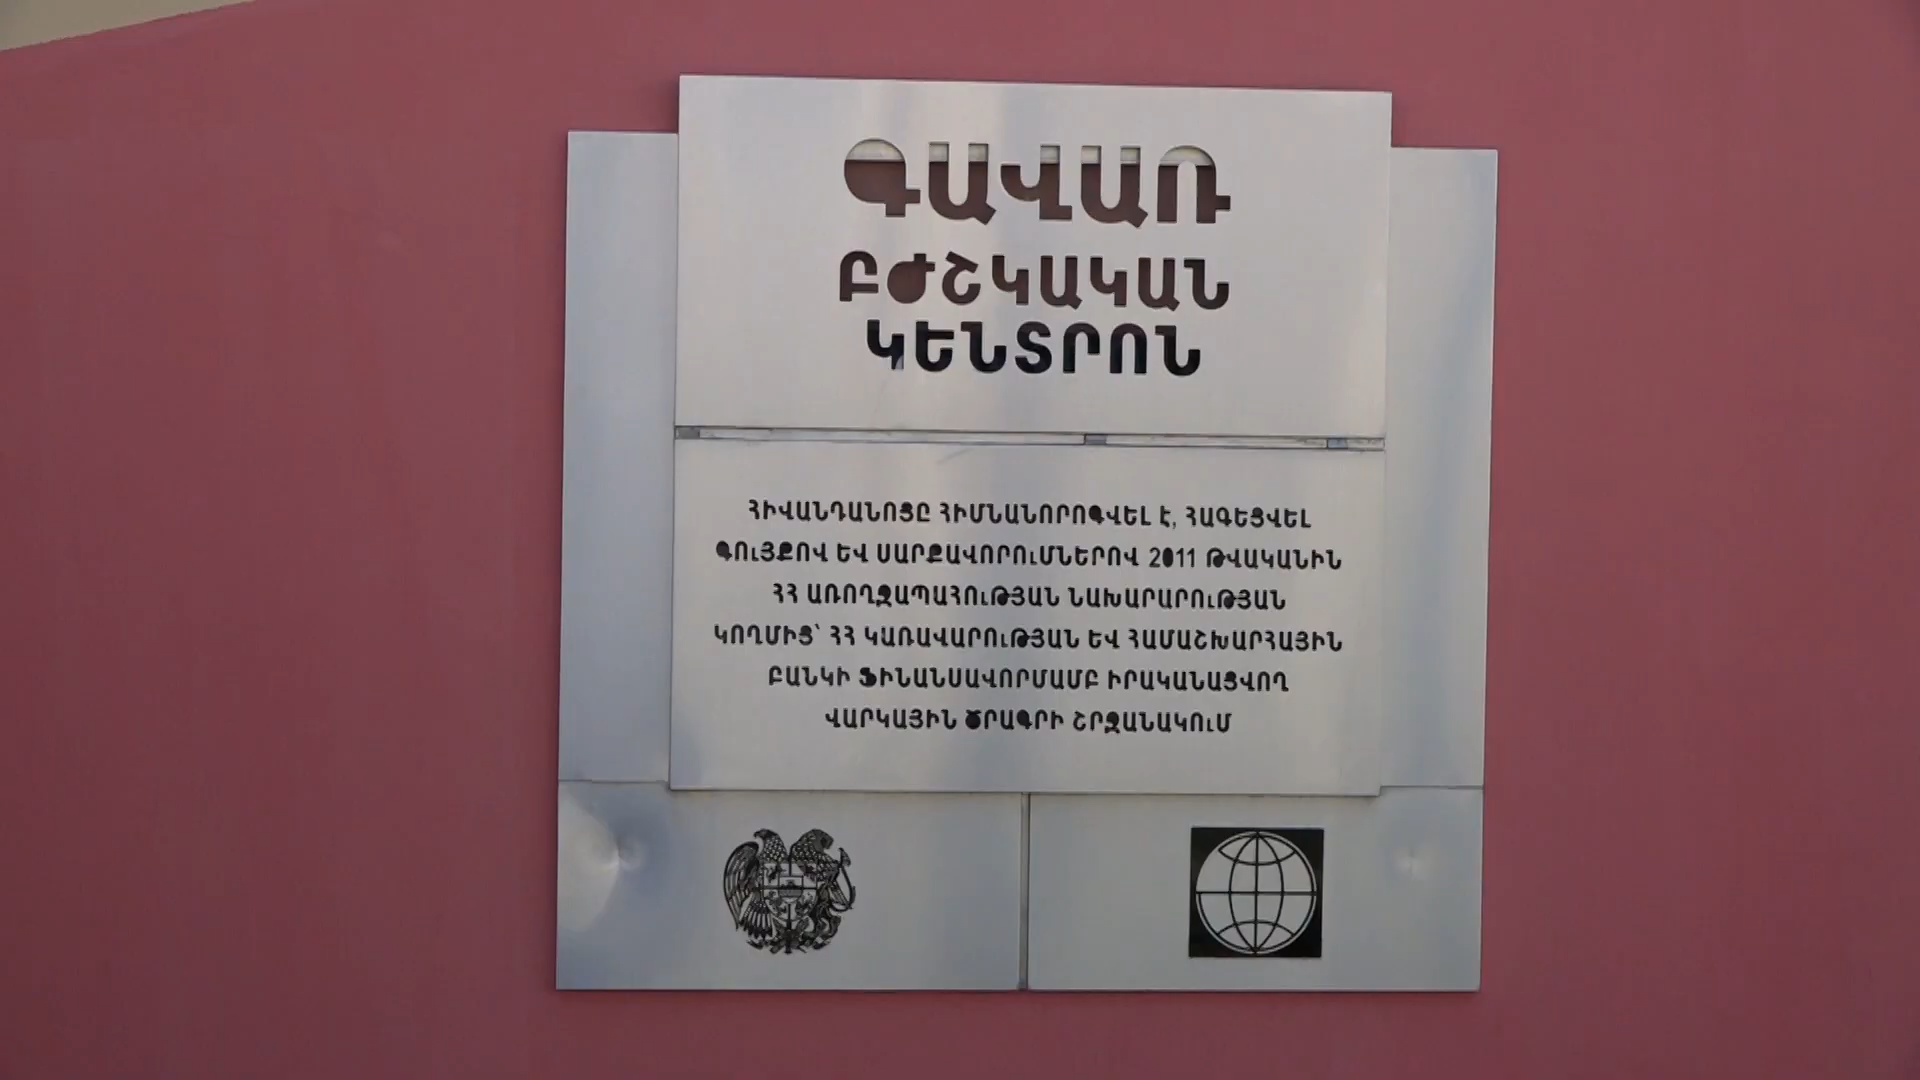 ԳԱՎԱՌ
ԲԺՇԿԱԿԱՆ
ԿԵՆՏՐՈՆ
ՀԻՎԱՆԴԱՆՈՑԸ ՀԻՄՆԱՆՈՐՈԳՎԵԼ Է, ՀԱԳԵՑՎԵԼ
ԳՈւՅՔՈՎ ԵՎ ՍԱՐՔԱՎՈՐՈւՄՆԵՐՈՎ 2011 ԹՎԱԿԱՆԻՆ
ՀՀ ԱՌՈՂՋԱՊԱՀՈւԹՅԱՆ ՆԱԽԱՐԱՐՈւԹՅԱՆ
ԿՈՂՄԻՑ՝ ՀՀ ԿԱՌԱՎԱՐՈւԹՅԱՆ ԵՎ ՀԱՄԱՇԽԱՐՀԱՅԻՆ
ԲԱՆԿԻ ՖԻՆԱՆՍԱՎՈՐՄԱՄԲ ԻՐԱԿԱՆԱՑՎՈՂ
ՎԱՐԿԱՅԻՆ ԾՐԱԳՐԻ ՇՐՋԱՆԱԿՈւՄ